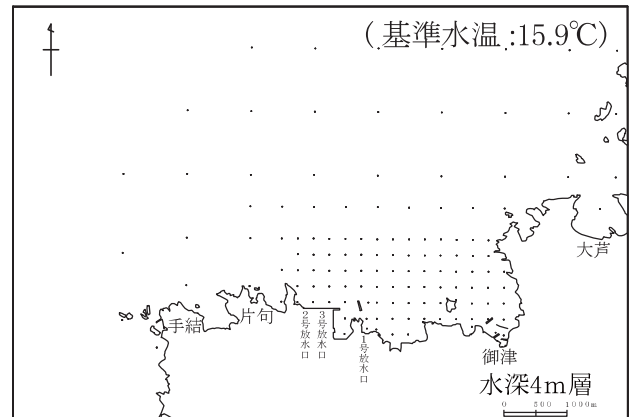 (基準水温:15.9℃)
大芦
手結
片句
2号放水口
3号放水口
1号放水口
御津
水深4m層
0 500 1000m